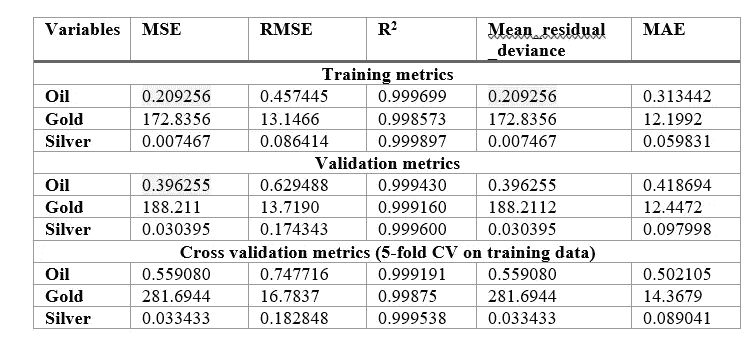 Variables MSE RMSE R² Mean_residual MAE
_deviance
Training metrics
Oil 0.209256 0.457445 0.999699 0.209256 0.313442
Gold 172.8356 13.1466 0.998573 172.8356 12.1992
Silver 0.007467 0.086414 0.999897 0.007467 0.059831
Validation metrics
Oil 0.396255 0.629488 0.999430 0.396255 0.418694
Gold 188.211 13.7190 0.999160 188.2112 12.4472
Silver 0.030395 0.174343 0.999600 0.030395 0.097998
Cross validation metrics (5-fold CV on training data)
Oil 0.559080 0.747716 0.999191 0.559080 0.502105
Gold 281.6944 16.7837 0.99875 281.6944 14.3679
Silver 0.033433 0.182848 0.999538 0.033433 0.089041